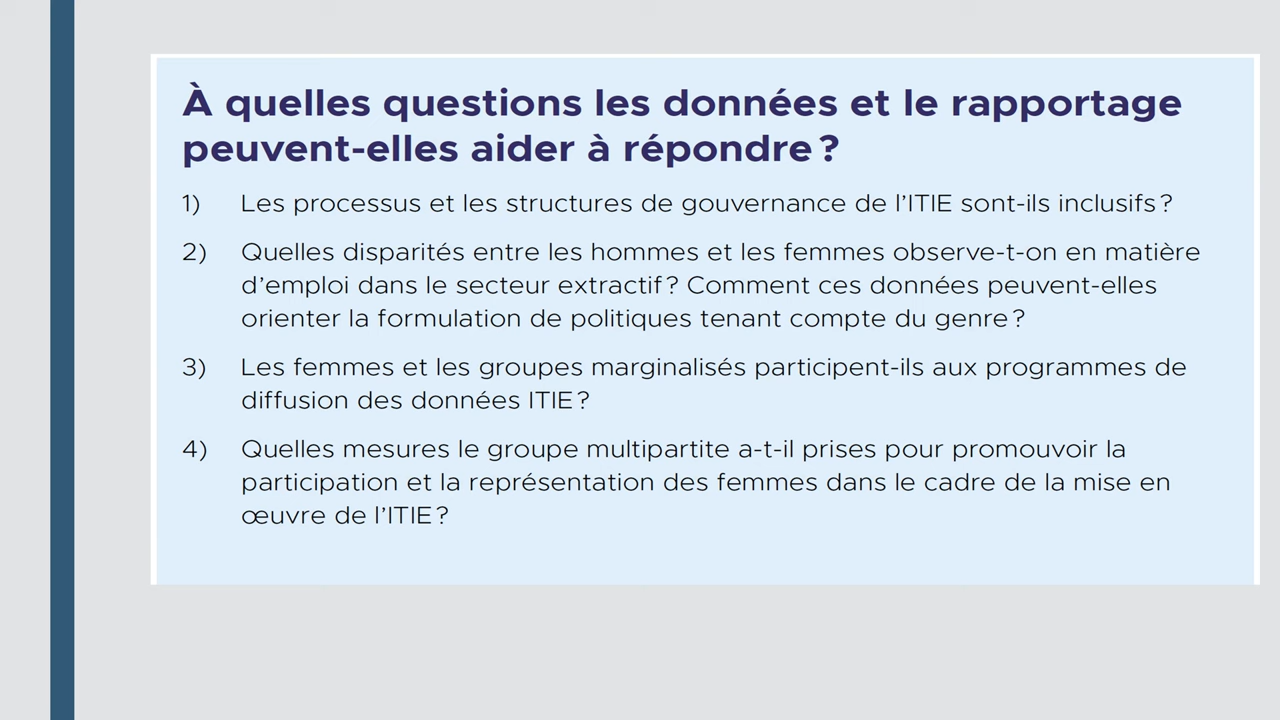 À quelles questions les données et le rapportage
peuvent-elles aider à répondre ?
1) Les processus et les structures de gouvernance de l’ITIE sont-ils inclusifs ?
2) Quelles disparités entre les hommes et les femmes observe-t-on en matière
d’emploi dans le secteur extractif ? Comment ces données peuvent-elles
orienter la formulation de politiques tenant compte du genre ?
3) Les femmes et les groupes marginalisés participent-ils aux programmes de
diffusion des données ITIE ?
4) Quelles mesures le groupe multipartite a-t-il prises pour promouvoir la
participation et la représentation des femmes dans le cadre de la mise en
œuvre de l’ITIE ?